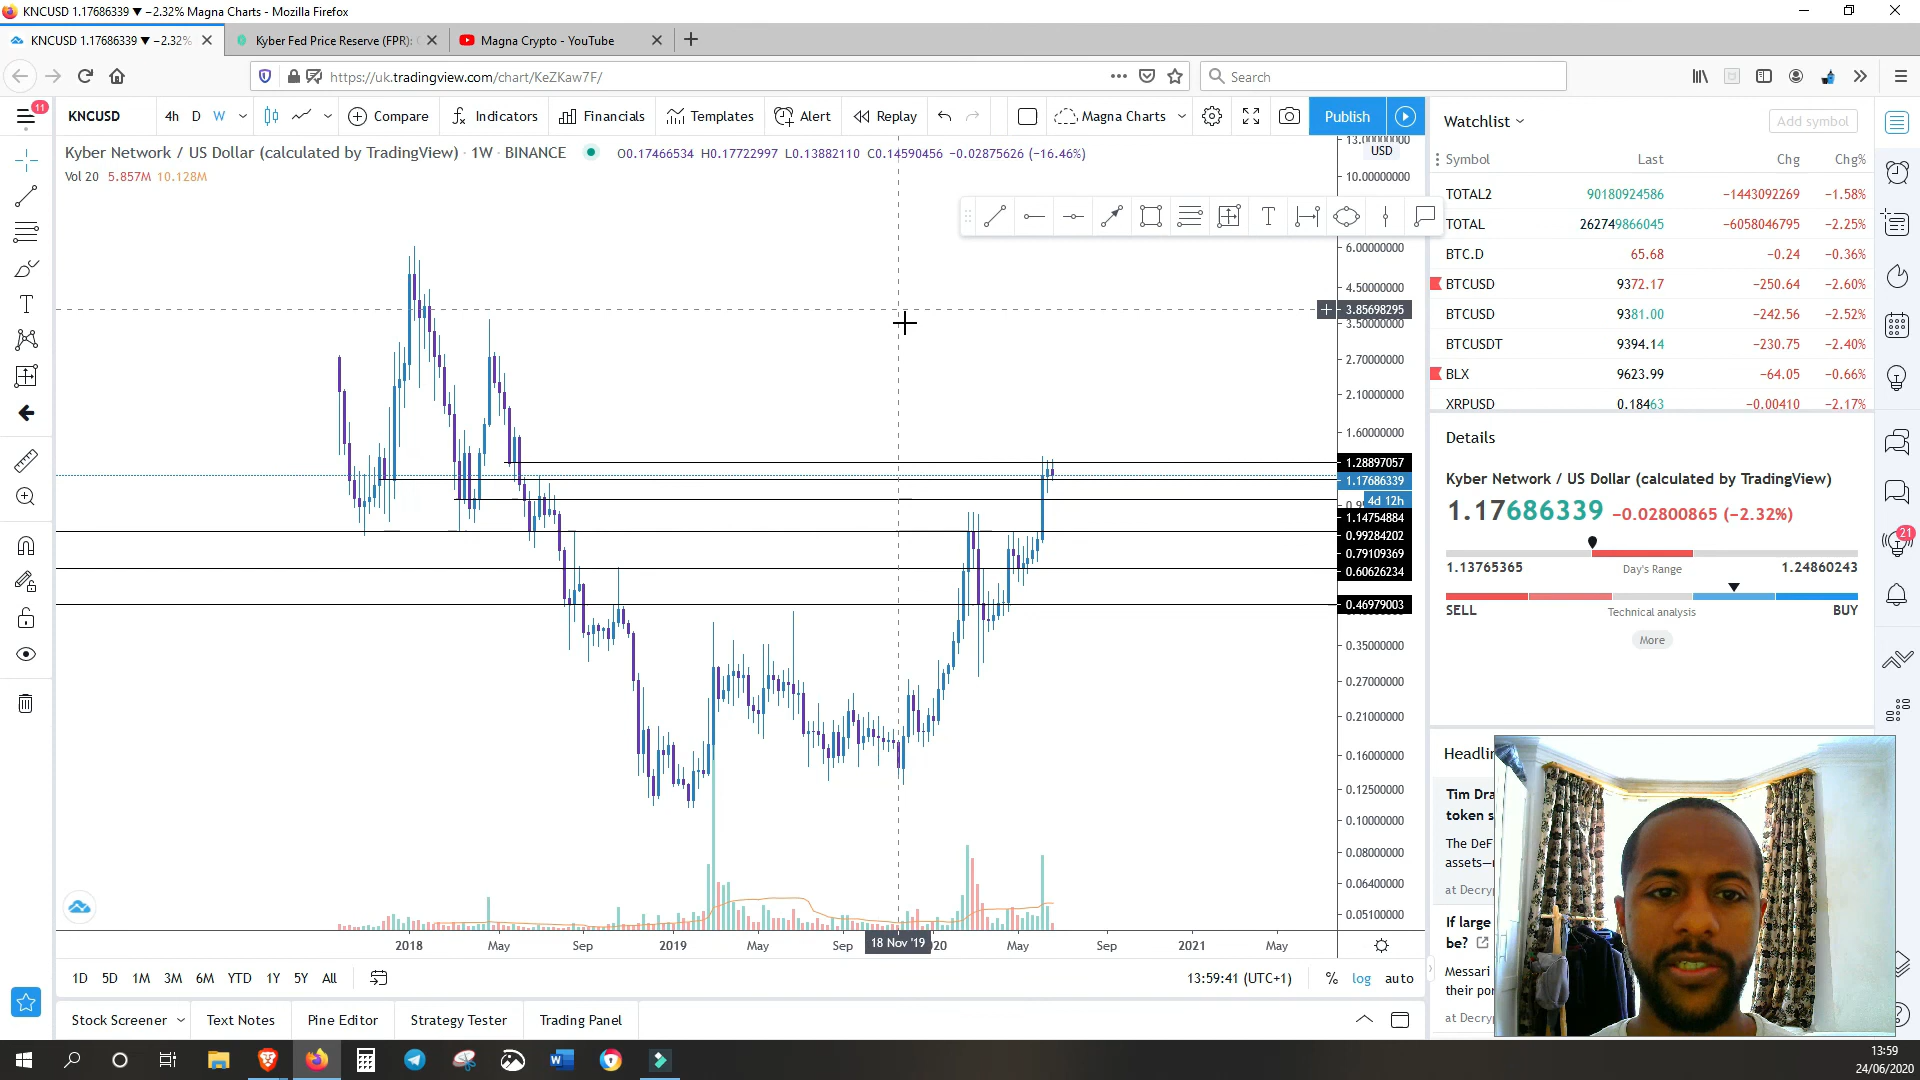 KNCUSD 1.17686339 ▼ −2.32% Magna Charts - Mozilla Firefox
KNCUSD 1.17686339 ▼ −2.32%
Kyber Fed Price Reserve (FPR):
Magna Crypto - YouTube
https://uk.tradingview.com/chart/KeZKaw7F/
Search
11
KNCUSD
4h D W
Compare
Indicators
Financials
Templates
Alert
Replay
Magna Charts
Publish
Kyber Network / US Dollar (calculated by TradingView) · 1W · BINANCE
O0.17466534 H0.17722997 L0.13882110 C0.14590456 −0.02875626 (−16.46%)
Vol 20 5.857M 10.128M
USD
10.00000000
6.00000000
4.50000000
3.85698295
3.50000000
2.70000000
2.10000000
1.60000000
1.28897057
1.17686339
4d 12h
1.14754884
0.99284202
0.79109369
0.60626234
0.46979003
0.35000000
0.27000000
0.21000000
0.16000000
0.12500000
0.10000000
0.08000000
0.06400000
0.05100000
2018 May Sep 2019 May Sep 18 Nov '19 20 May Sep 2021 May
1D 5D 1M 3M 6M YTD 1Y 5Y All
13:59:41 (UTC+1) % log auto
Stock Screener
Text Notes
Pine Editor
Strategy Tester
Trading Panel
Watchlist
Add symbol
Symbol Last Chg Chg%
TOTAL2 90180924586 −1443092269 −1.58%
TOTAL 262749866045 −6058046795 −2.25%
BTC.D 65.68 −0.24 −0.36%
BTCUSD 9372.17 −250.64 −2.60%
BTCUSD 9381.00 −242.56 −2.52%
BTCUSDT 9394.14 −230.75 −2.40%
BLX 9623.99 −64.05 −0.66%
XRPUSD 0.18463 −0.00410 −2.17%
Details
Kyber Network / US Dollar (calculated by TradingView)
1.17686339 −0.02800865 (−2.32%)
1.13765365 Day's Range 1.24860243
SELL Technical analysis BUY
More
21
Tim Dra
token s
The DeF
assets—
at Decry
If large
be?
Messari
their por
at Decry
13:59
24/06/2020